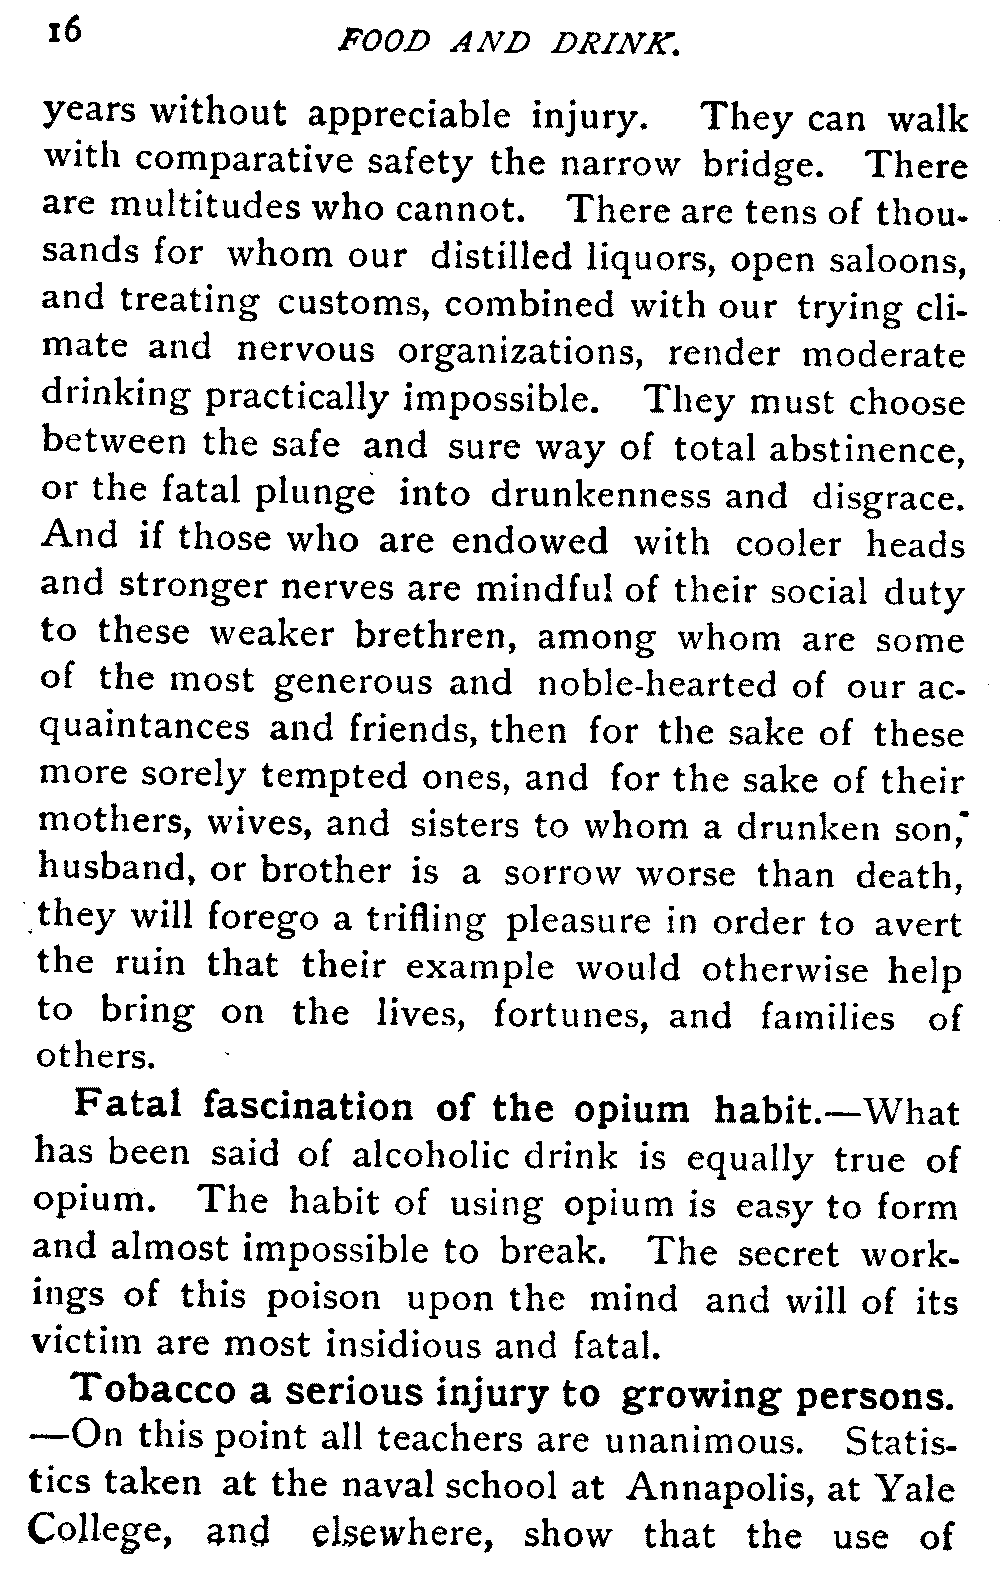 16
FOOD AND DRINK.
years without appreciable injury. They can walk
with comparative safety the narrow bridge. There
are multitudes who cannot. There are tens of thou-
sands for whom our distilled liquors, open saloons,
and treating customs, combined with our trying cli-
mate and nervous organizations, render moderate
drinking practically impossible. They must choose
between the safe and sure way of total abstinence,
or the fatal plunge into drunkenness and disgrace.
And if those who are endowed with cooler heads
and stronger nerves are mindful of their social duty
to these weaker brethren, among whom are some
of the most generous and noble-hearted of our ac-
quaintances and friends, then for the sake of these
more sorely tempted ones, and for the sake of their
mothers, wives, and sisters to whom a drunken son,
husband, or brother is a sorrow worse than death,
they will forego a trifling pleasure in order to avert
the ruin that their example would otherwise help
to bring on the lives, fortunes, and families of
others.
Fatal fascination of the opium habit.—What
has been said of alcoholic drink is equally true of
opium. The habit of using opium is easy to form
and almost impossible to break. The secret work-
ings of this poison upon the mind and will of its
victim are most insidious and fatal.
Tobacco a serious injury to growing persons.
—On this point all teachers are unanimous. Statis-
tics taken at the naval school at Annapolis, at Yale
College, and elsewhere, show that the use of